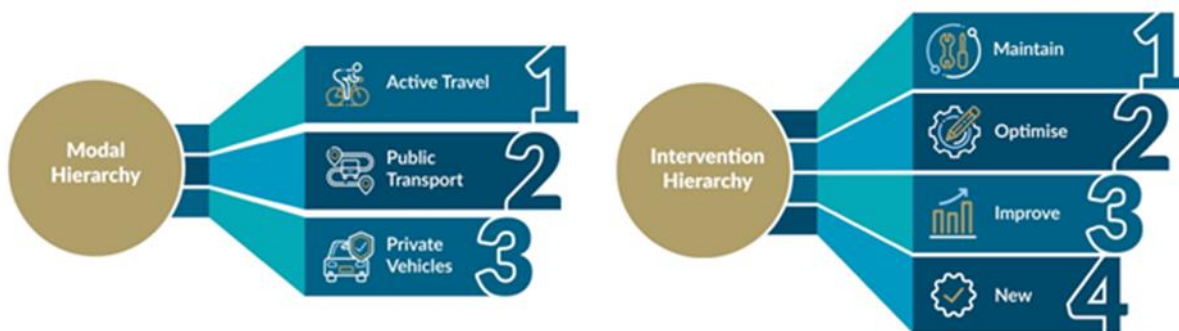 Modal
Hierarchy
Active Travel
1
Public
Transport
2
Private
Vehicles
3
Intervention
Hierarchy
Maintain
1
Optimise
2
Improve
3
New
4